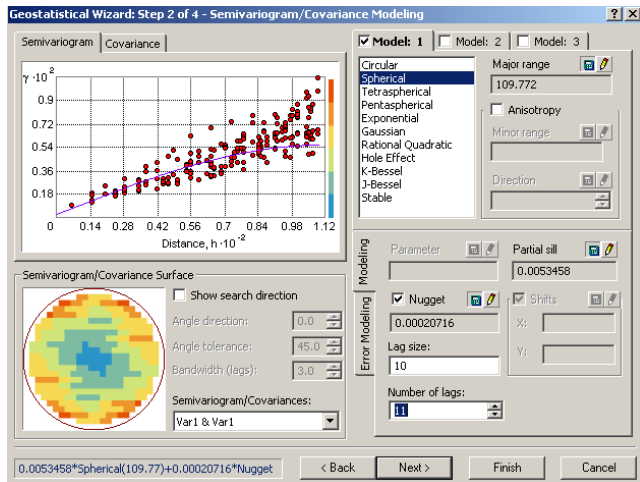 Geostatistical Wizard: Step 2 of 4 - Semivariogram/Covariance Modeling
Semivariogram
Covariance
γ·10⁻²
0.9
0.72
0.54
0.36
0.18
0 0.14 0.28 0.42 0.56 0.7 0.84 0.98 1.12
Distance, h·10⁻²
Semivariogram/Covariance Surface
Show search direction
Angle direction: 0.0
Angle tolerance: 45.0
Bandwidth (lags): 3.0
Semivariogram/Covariances:
Var1 & Var1
Model: 1
Model: 2
Model: 3
Circular
Spherical
Tetraspherical
Pentaspherical
Exponential
Gaussian
Rational Quadratic
Hole Effect
K-Bessel
J-Bessel
Stable
Major range
109.772
Anisotropy
Minor range
Direction
Modeling
Error Modeling
Parameter
Partial sill
0.0053458
Nugget
0.00020716
Shifts
X:
Y:
Lag size:
10
Number of lags:
11
0.0053458*Spherical(109.77)+0.00020716*Nugget
< Back
Next >
Finish
Cancel